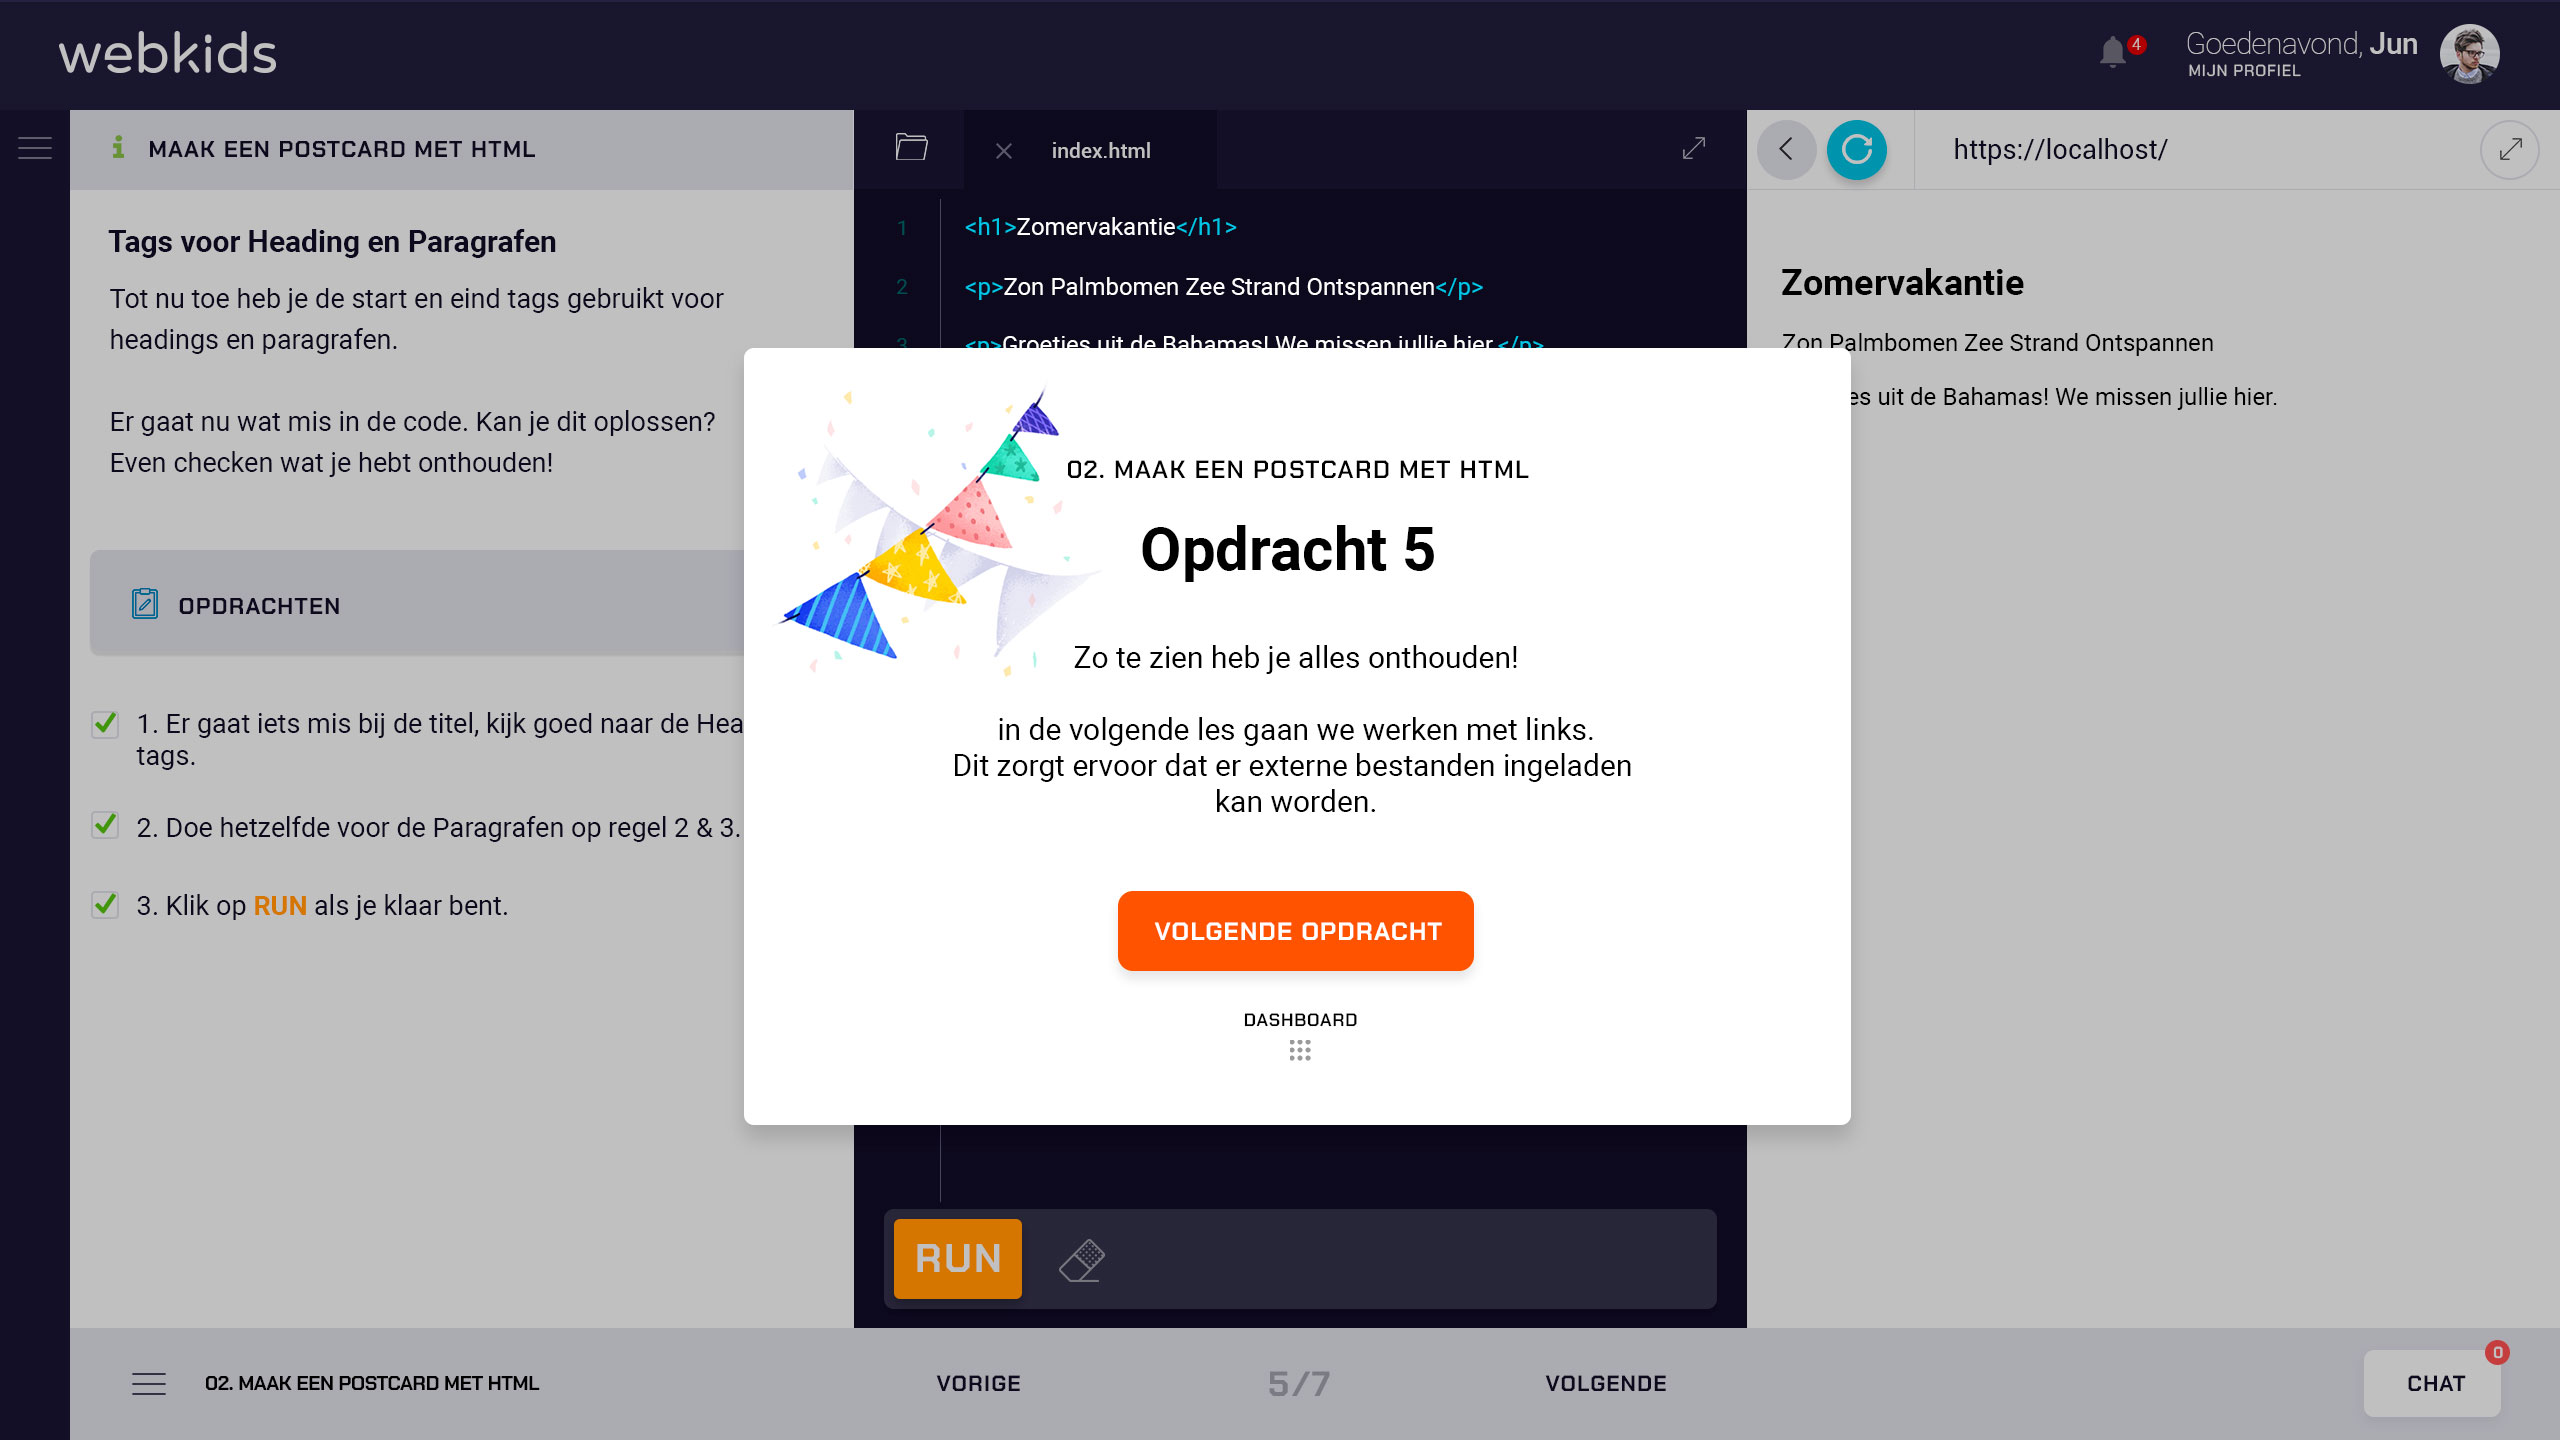 webkids
4
Goedenavond, Jun
MIJN PROFIEL
MAAK EEN POSTCARD MET HTML
Tags voor Heading en Paragrafen
Tot nu toe heb je de start en eind tags gebruikt voor
headings en paragrafen.
Er gaat nu wat mis in de code. Kan je dit oplossen?
Even checken wat je hebt onthouden!
OPDRACHTEN
1. Er gaat iets mis bij de titel, kijk goed naar de Hea
tags.
2. Doe hetzelfde voor de Paragrafen op regel 2 & 3.
3. Klik op RUN als je klaar bent.
index.html
1 <h1>Zomervakantie</h1>
2 <p>Zon Palmbomen Zee Strand Ontspannen</p>
3 <p>Groetjes uit de Bahamas! We missen jullie hier.</p>
https://localhost/
Zomervakantie
Zon Palmbomen Zee Strand Ontspannen
es uit de Bahamas! We missen jullie hier.
02. MAAK EEN POSTCARD MET HTML
Opdracht 5
Zo te zien heb je alles onthouden!
in de volgende les gaan we werken met links.
Dit zorgt ervoor dat er externe bestanden ingeladen
kan worden.
VOLGENDE OPDRACHT
DASHBOARD
RUN
02. MAAK EEN POSTCARD MET HTML
VORIGE
5/7
VOLGENDE
CHAT
0